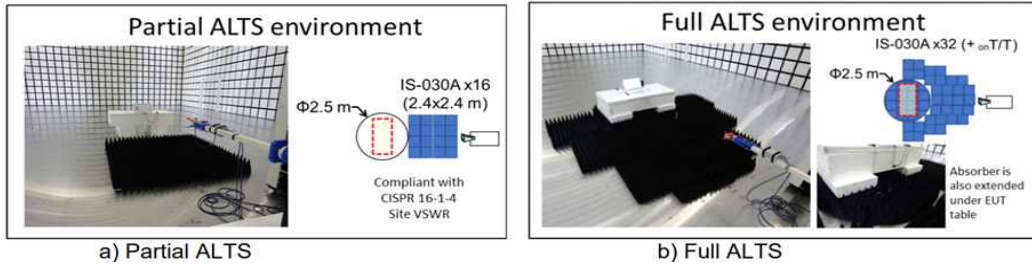 Partial ALTS environment
IS-030A x16
(2.4x2.4 m)
Φ2.5 m
Compliant with
CISPR 16-1-4
Site VSWR
a) Partial ALTS
Full ALTS environment
IS-030A x32 (+ onT/T)
Φ2.5 m
Absorber is
also extended
under EUT
table
b) Full ALTS